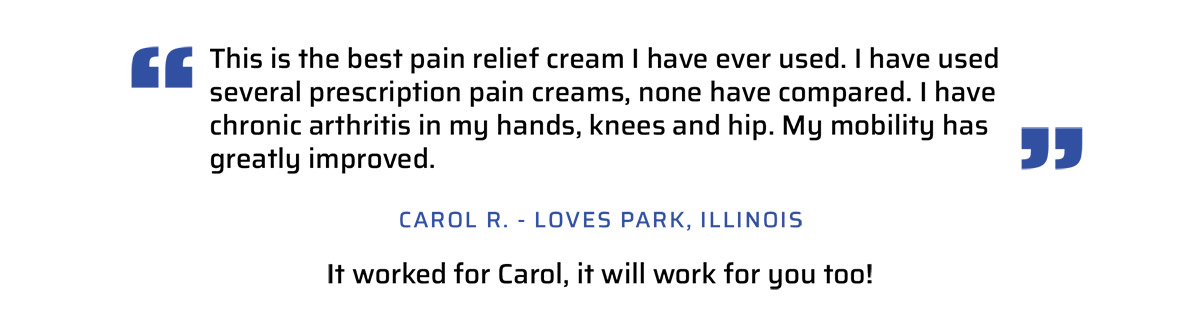 “ This is the best pain relief cream I have ever used. I have used
several prescription pain creams, none have compared. I have
chronic arthritis in my hands, knees and hip. My mobility has
greatly improved. ”
CAROL R. - LOVES PARK, ILLINOIS
It worked for Carol, it will work for you too!